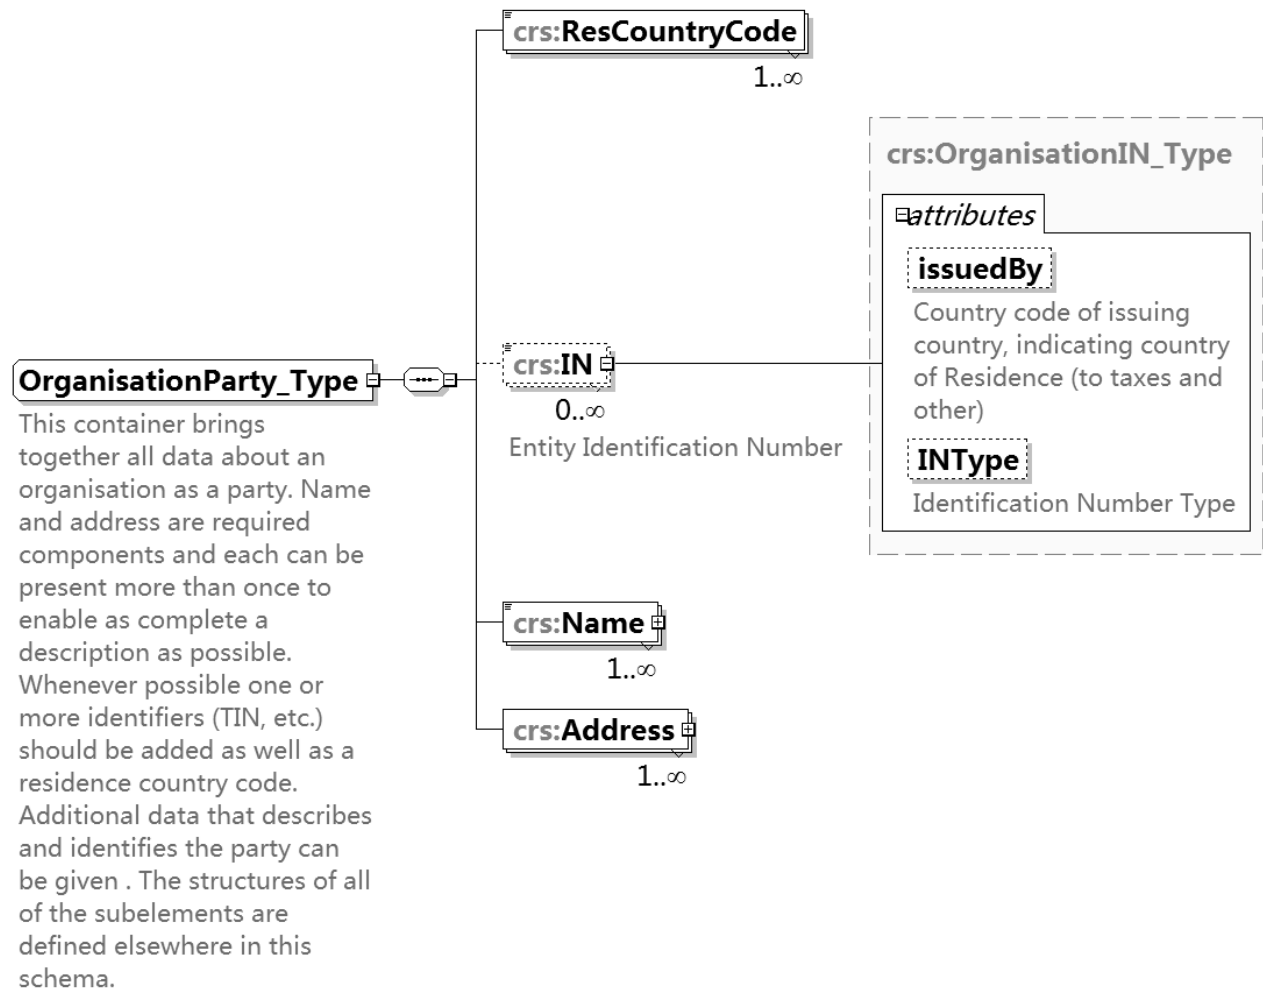 crs:ResCountryCode
1..∞
crs:OrganisationIN_Type
attributes
issuedBy
Country code of issuing
country, indicating country
of Residence (to taxes and
other)
INType
Identification Number Type
crs:IN
0..∞
Entity Identification Number
OrganisationParty_Type
This container brings
together all data about an
organisation as a party. Name
and address are required
components and each can be
present more than once to
enable as complete a
description as possible.
Whenever possible one or
more identifiers (TIN, etc.)
should be added as well as a
residence country code.
Additional data that describes
and identifies the party can
be given . The structures of all
of the subelements are
defined elsewhere in this
schema.
crs:Name
1..∞
crs:Address
1..∞